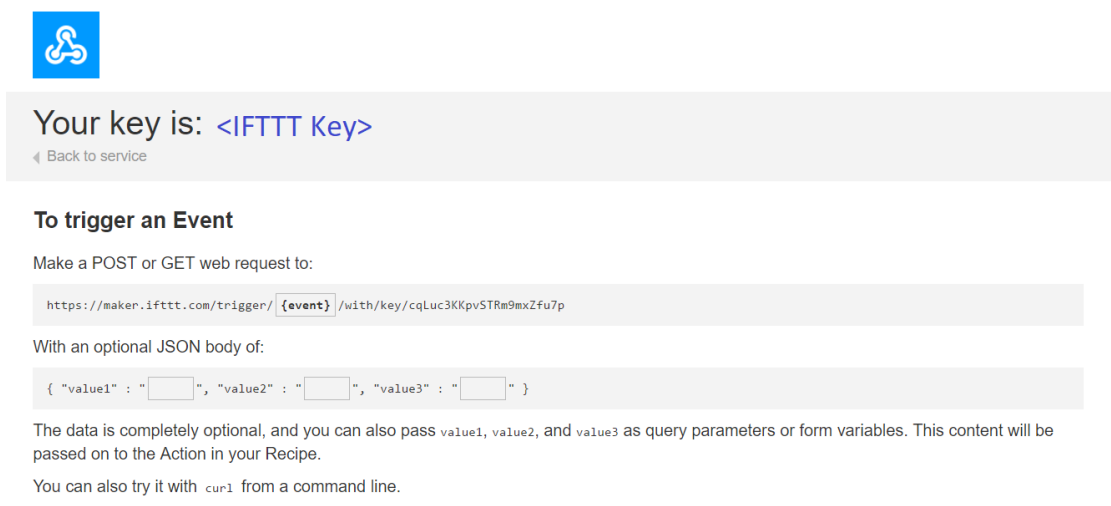 Your key is: <IFTTT Key>
Back to service
To trigger an Event
Make a POST or GET web request to:
https://maker.ifttt.com/trigger/ {event} /with/key/cqLuc3KKpvSTRm9mxZfu7p
With an optional JSON body of:
{ "value1" : "", "value2" : "", "value3" : "" }
The data is completely optional, and you can also pass value1, value2, and value3 as query parameters or form variables. This content will be
passed on to the Action in your Recipe.
You can also try it with curl from a command line.